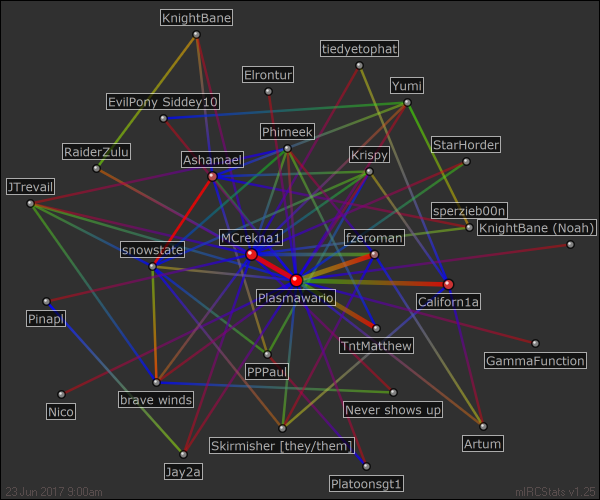 KnightBane
tiedyetophat
Elrontur
Yumi
EvilPony Siddey10
Phimeek
StarHorder
RaiderZulu
Ashamael
Krispy
JTrevail
sperzieb00n
KnightBane (Noah)
MCrekna1
fzeroman
snowstate
Plasmawario
Californ1a
Pinapl
TntMatthew
GammaFunction
PPPaul
brave winds
Nico
Never shows up
Skirmisher [they/them]
Artum
Jay2a
Platoonsgt1
23 Jun 2017 9:00am
mIRCStats v1.25